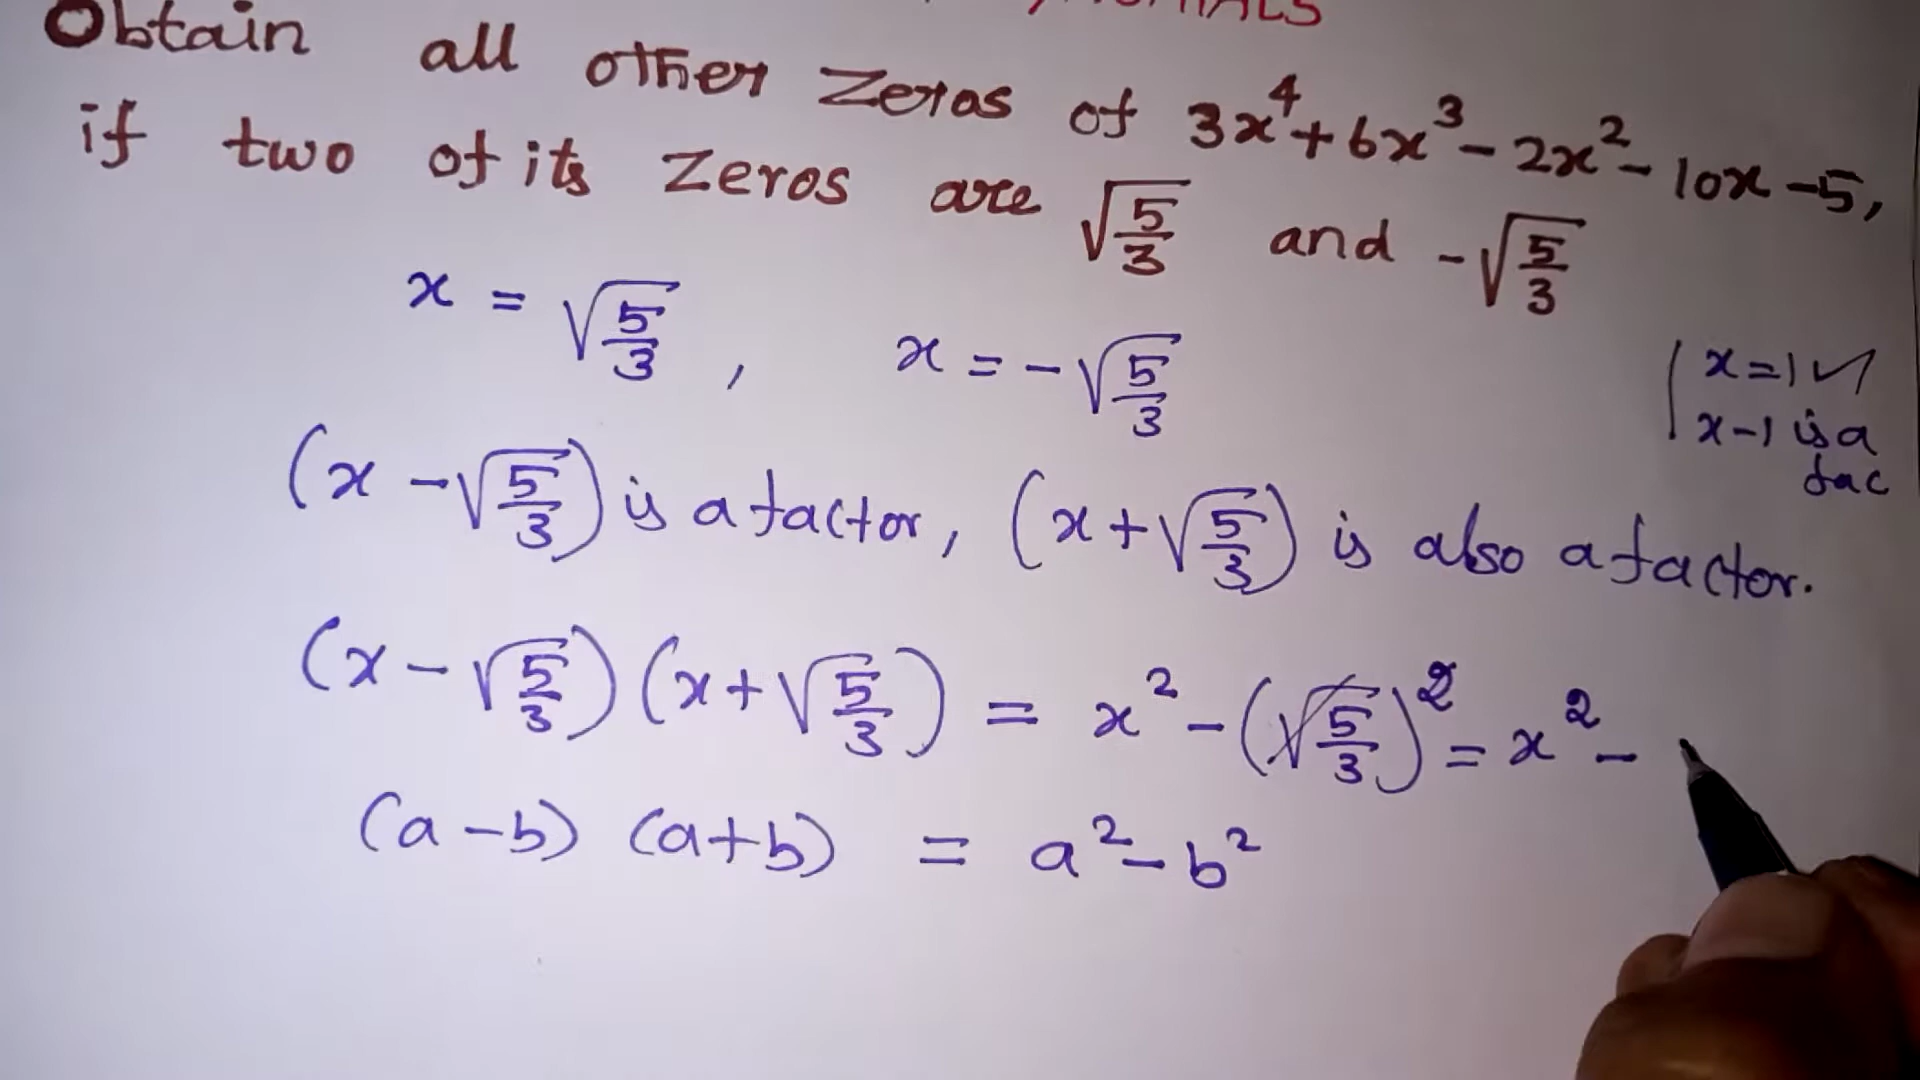 Obtain all other Zeros of 3x⁴+6x³-2x²-10x-5,
if two of its Zeros are √5/3 and -√5/3
x = √5/3 , x = -√5/3
x=1
x-1 is a
fac
(x-√5/3) is a factor, (x+√5/3) is also a factor.
(x-√5/3)(x+√5/3) = x²-(√5/3)² = x²-
(a-b) (a+b) = a²-b²